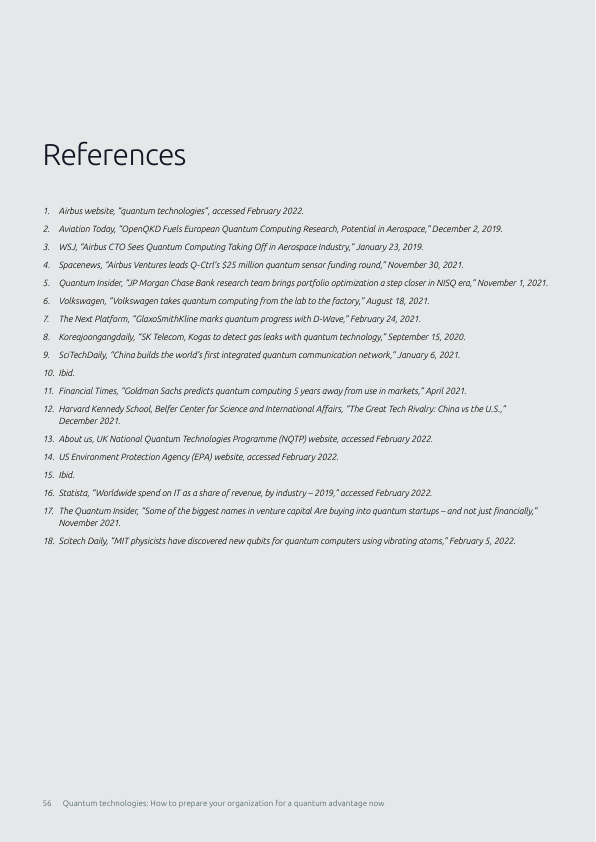 References
1. Airbus website, “quantum technologies”, accessed February 2022.
2. Aviation Today, “OpenQKD Fuels European Quantum Computing Research, Potential in Aerospace,” December 2, 2019.
3. WSJ, “Airbus CTO Sees Quantum Computing Taking Off in Aerospace Industry,” January 23, 2019.
4. Spacenews, “Airbus Ventures leads Q-Ctrl’s $25 million quantum sensor funding round,” November 30, 2021.
5. Quantum Insider, “JP Morgan Chase Bank research team brings portfolio optimization a step closer in NISQ era,” November 1, 2021.
6. Volkswagen, “Volkswagen takes quantum computing from the lab to the factory,” August 18, 2021.
7. The Next Platform, “GlaxoSmithKline marks quantum progress with D-Wave,” February 24, 2021.
8. Koreajoongangdaily, “SK Telecom, Kogas to detect gas leaks with quantum technology,” September 15, 2020.
9. SciTechDaily, “China builds the world’s first integrated quantum communication network,” January 6, 2021.
10. Ibid.
11. Financial Times, “Goldman Sachs predicts quantum computing 5 years away from use in markets,” April 2021.
12. Harvard Kennedy School, Belfer Center for Science and International Affairs, “The Great Tech Rivalry: China vs the U.S.,”
December 2021.
13. About us, UK National Quantum Technologies Programme (NQTP) website, accessed February 2022.
14. US Environment Protection Agency (EPA) website, accessed February 2022.
15. Ibid.
16. Statista, “Worldwide spend on IT as a share of revenue, by industry – 2019,” accessed February 2022.
17. The Quantum Insider, “Some of the biggest names in venture capital Are buying into quantum startups – and not just financially,”
November 2021.
18. Scitech Daily, “MIT physicists have discovered new qubits for quantum computers using vibrating atoms,” February 5, 2022.
56 Quantum technologies: How to prepare your organization for a quantum advantage now